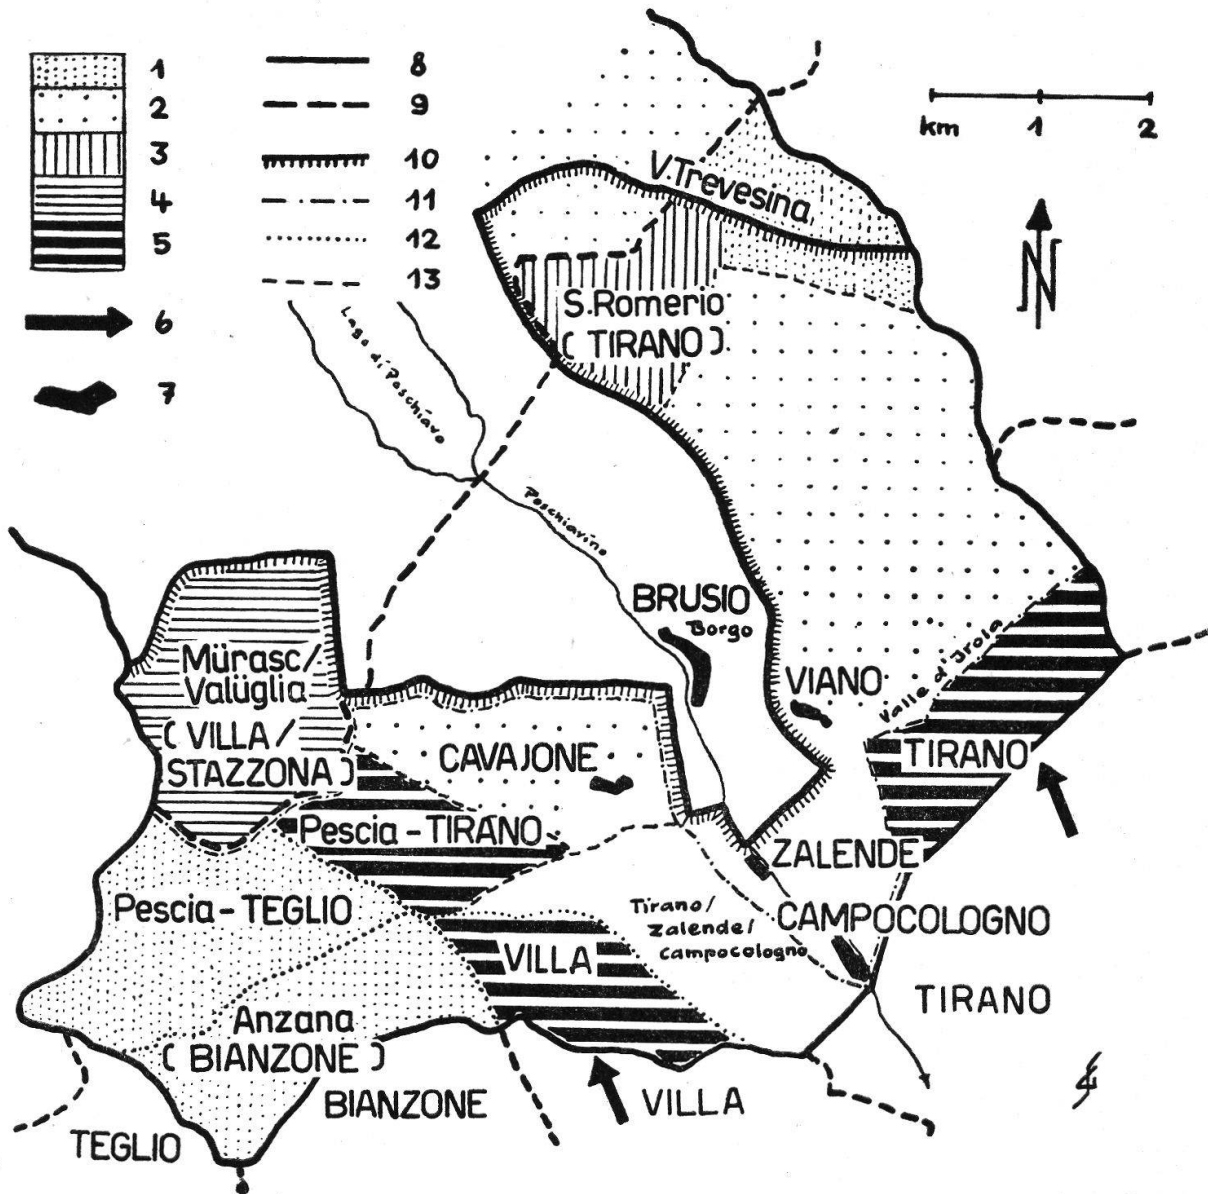 1
2
3
4
5
6
7
8
9
10
11
12
13
km 1 2
N
V. Trevesina
S. Romerio
(TIRANO)
Lago di Poschiavo
Poschiavino
BRUSIO
Borgo
VIANO
Valle d'Irola
TIRANO
Mürasc/
Valüglia
(VILLA/
STAZZONA)
CAVAJONE
Pescia-TIRANO
ZALENDE
Pescia-TEGLIO
Tirano/
Zalende/
Campocologno
CAMPOCOLOGNO
VILLA
TIRANO
Anzana
(BIANZONE)
BIANZONE
VILLA
TEGLIO